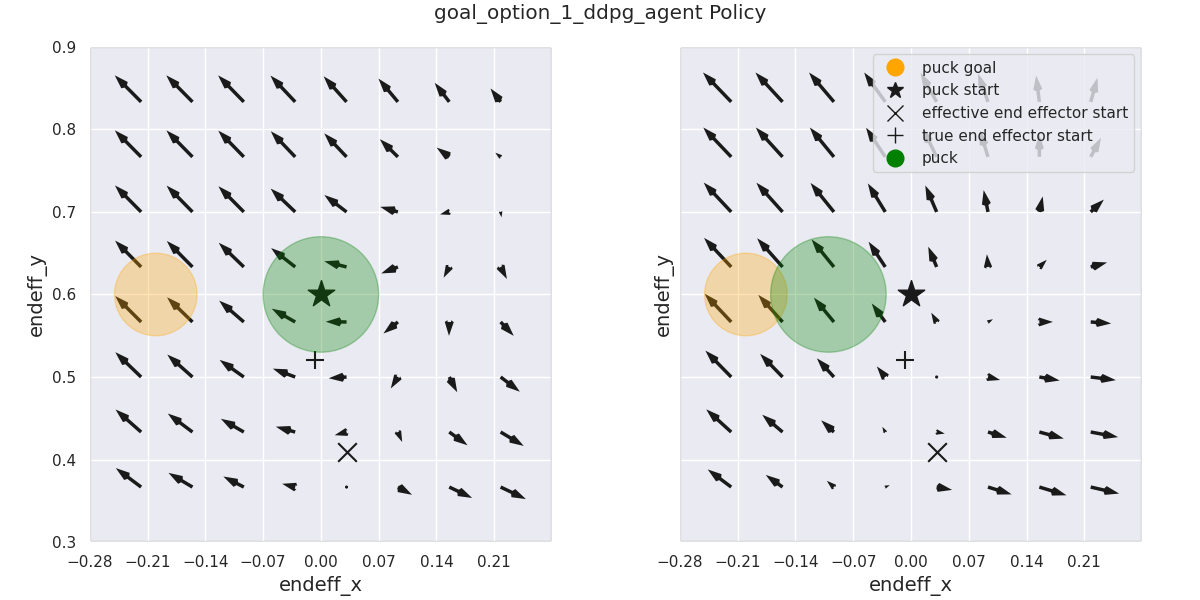 goal_option_1_ddpg_agent Policy
0.9
0.8
0.7
0.6
0.5
0.4
0.3
endeff_y
−0.28 −0.21 −0.14 −0.07 0.00 0.07 0.14 0.21
endeff_x
puck goal
puck start
effective end effector start
true end effector start
puck
endeff_y
−0.28 −0.21 −0.14 −0.07 0.00 0.07 0.14 0.21
endeff_x